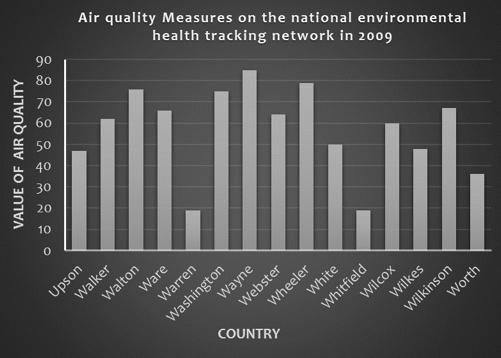 Air quality Measures on the national environmental
health tracking network in 2009
VALUE OF AIR QUALITY
90
80
70
60
50
40
30
20
10
0
Upson
Walker
Walton
Ware
Warren
Washington
Wayne
Webster
Wheeler
White
Whitfield
Wilcox
Wilkes
Wilkinson
Worth
COUNTRY